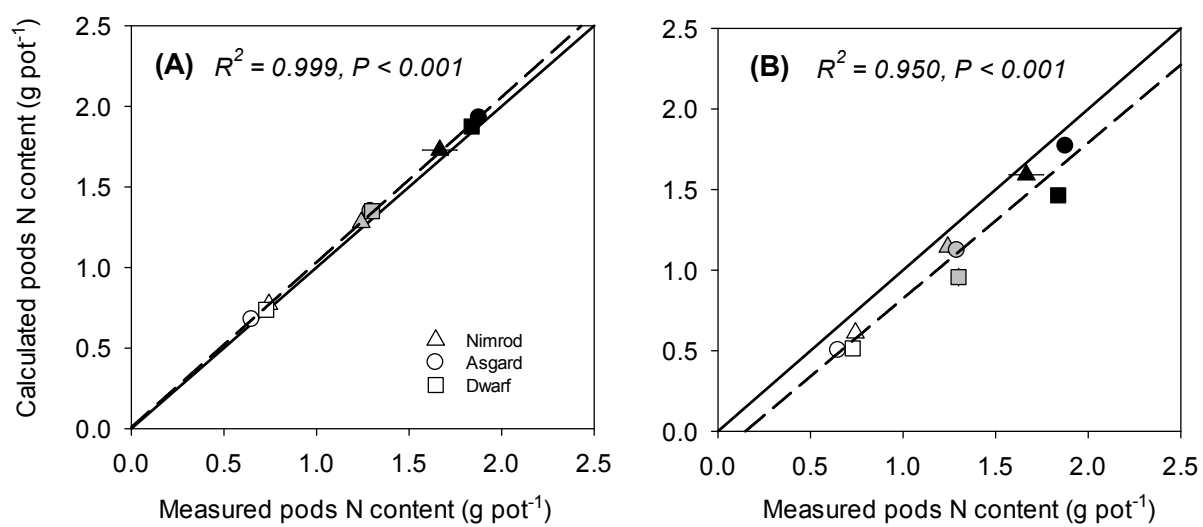 Calculated pods N content (g pot⁻¹)
2.5
2.0
1.5
1.0
0.5
0.0
(A) R² = 0.999, P < 0.001
Nimrod
Asgard
Dwarf
0.0 0.5 1.0 1.5 2.0 2.5
Measured pods N content (g pot⁻¹)
2.5
2.0
1.5
1.0
0.5
0.0
(B) R² = 0.950, P < 0.001
0.0 0.5 1.0 1.5 2.0 2.5
Measured pods N content (g pot⁻¹)